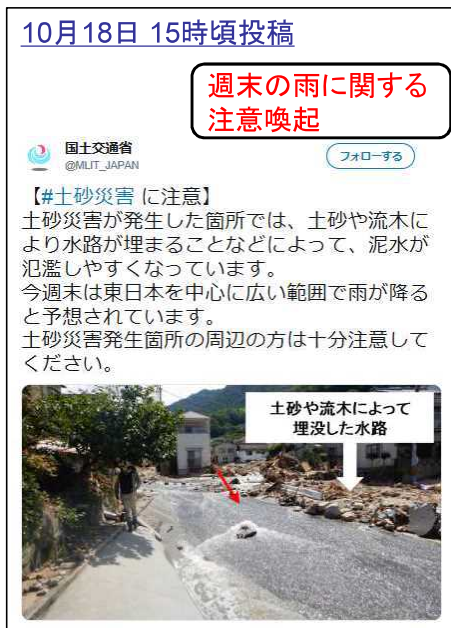 10月18日 15時頃投稿
週末の雨に関する
注意喚起
国土交通省
@MLIT_JAPAN
フォローする
【#土砂災害 に注意】
土砂災害が発生した箇所では、土砂や流木に
より水路が埋まることなどによって、泥水が
氾濫しやすくなっています。
今週末は東日本を中心に広い範囲で雨が降る
と予想されています。
土砂災害発生箇所の周辺の方は十分注意して
ください。
土砂や流木によって
埋没した水路